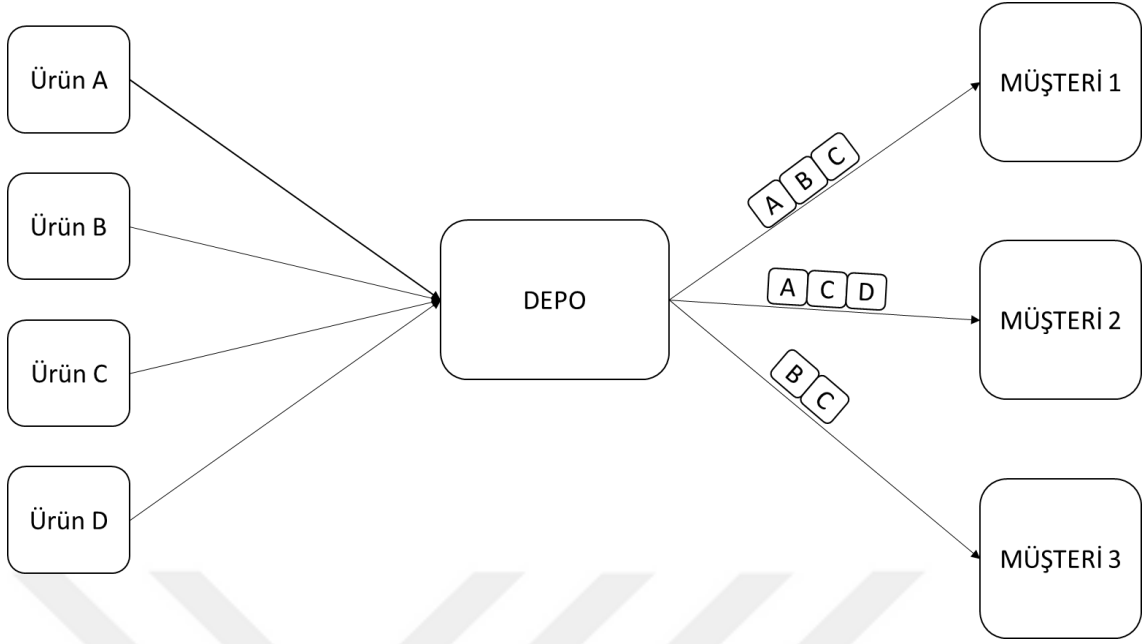 Ürün A
Ürün B
Ürün C
Ürün D
DEPO
A B C
A C D
B C
MÜŞTERİ 1
MÜŞTERİ 2
MÜŞTERİ 3